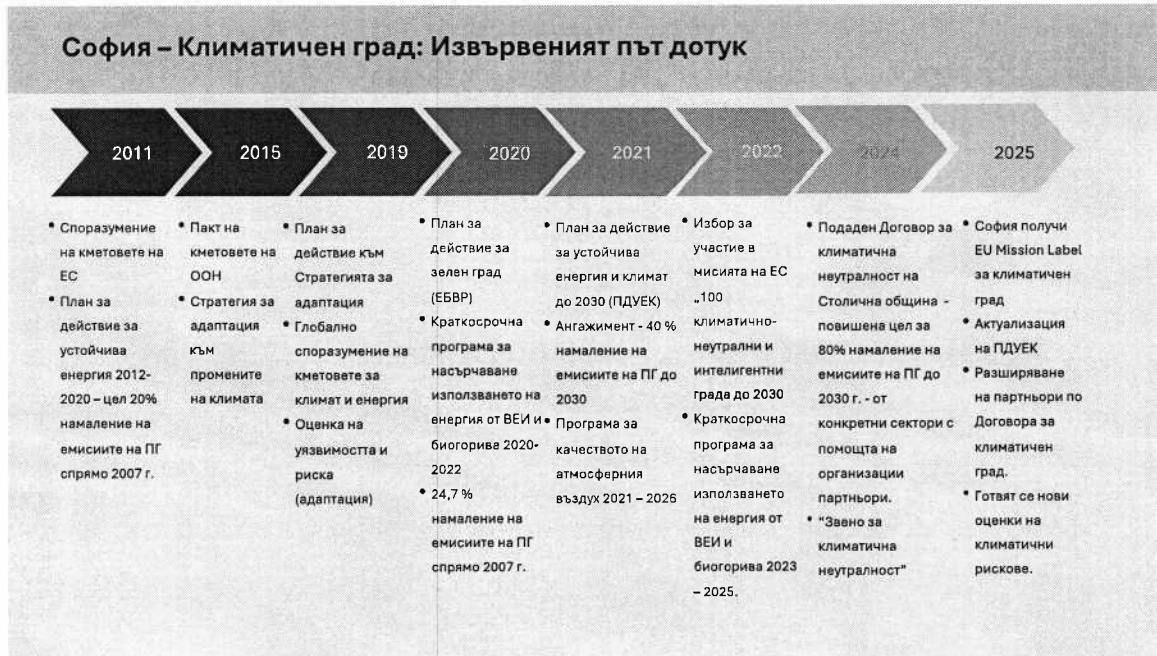 София – Климатичен град: Извървеният път дотук
2011
2015
2019
2020
2021
2022
2024
2025
• Споразумение
на кметовете на
ЕС
• План за
действие за
устойчива
енергия 2012-
2020 – цел 20%
намаление на
емисиите на ПГ
спрямо 2007 г.
• Пакт на
кметовете на
ООН
• Стратегия за
адаптация
към
промените
на климата
• План за
действие към
Стратегията за
адаптация
• Глобално
споразумение на
кметовете за
климат и енергия
• Оценка на
уязвимостта и
риска
(адаптация)
• План за
действие за
зелен град
(ЕБВР)
• Краткосрочна
програма за
насърчаване
използването на
енергия от ВЕИ и
биогорива 2020-
2022
• 24,7 %
намаление на
емисиите на ПГ
спрямо 2007 г.
• План за действие
за устойчива
енергия и климат
до 2030 (ПДУЕК)
• Ангажимент - 40 %
намаление на
емисиите на ПГ до
2030
• Програма за
качеството на
атмосферния
въздух 2021 – 2026
• Избор за
участие в
мисията на ЕС
„100
климатично-
неутрални и
интелигентни
града до 2030
• Краткосрочна
програма за
насърчаване
използването
на енергия от
ВЕИ и
биогорива 2023
– 2025.
• Подаден Договор за
климатична
неутралност на
Столична община -
повишена цел за
80% намаление на
емисиите на ПГ до
2030 г. - от
конкретни сектори с
помощта на
организации
партньори.
• "Звено за
климатична
неутралност"
• София получи
EU Mission Label
за климатичен
град
• Актуализация
на ПДУЕК
• Разширяване
на партньори по
Договора за
климатичен
град.
• Готвят се нови
оценки на
климатични
рискове.